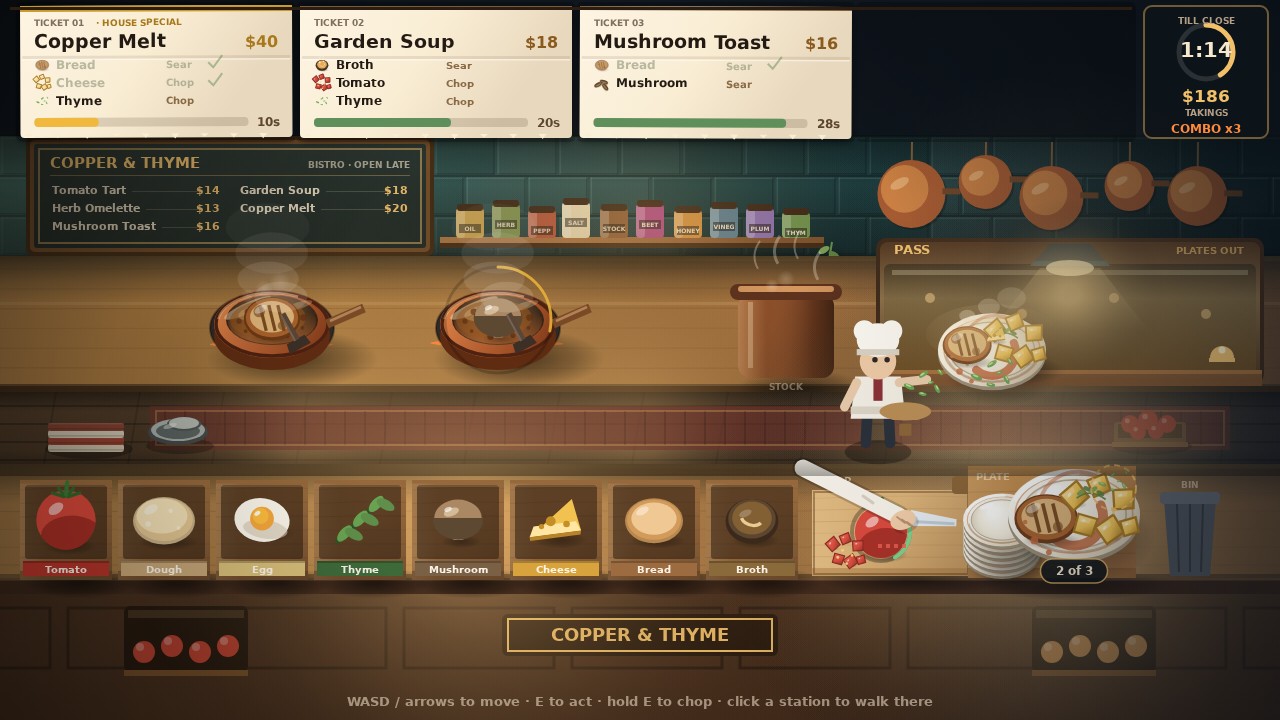 TICKET 01 · HOUSE SPECIAL
Copper Melt $40
Bread Sear
Cheese Chop
Thyme Chop
10s
TICKET 02
Garden Soup $18
Broth Sear
Tomato Chop
Thyme Chop
20s
TICKET 03
Mushroom Toast $16
Bread Sear
Mushroom Sear
28s
TILL CLOSE
1:14
$186
TAKINGS
COMBO x3
COPPER & THYME BISTRO · OPEN LATE
Tomato Tart $14 Garden Soup $18
Herb Omelette $13 Copper Melt $20
Mushroom Toast $16
OIL HERB PEPP SALT STOCK BEET HONEY VINEG PLUM THYM
PASS PLATES OUT
STOCK
PLATE
BIN
Tomato Dough Egg Thyme Mushroom Cheese Bread Broth
2 of 3
COPPER & THYME
WASD / arrows to move · E to act · hold E to chop · click a station to walk there